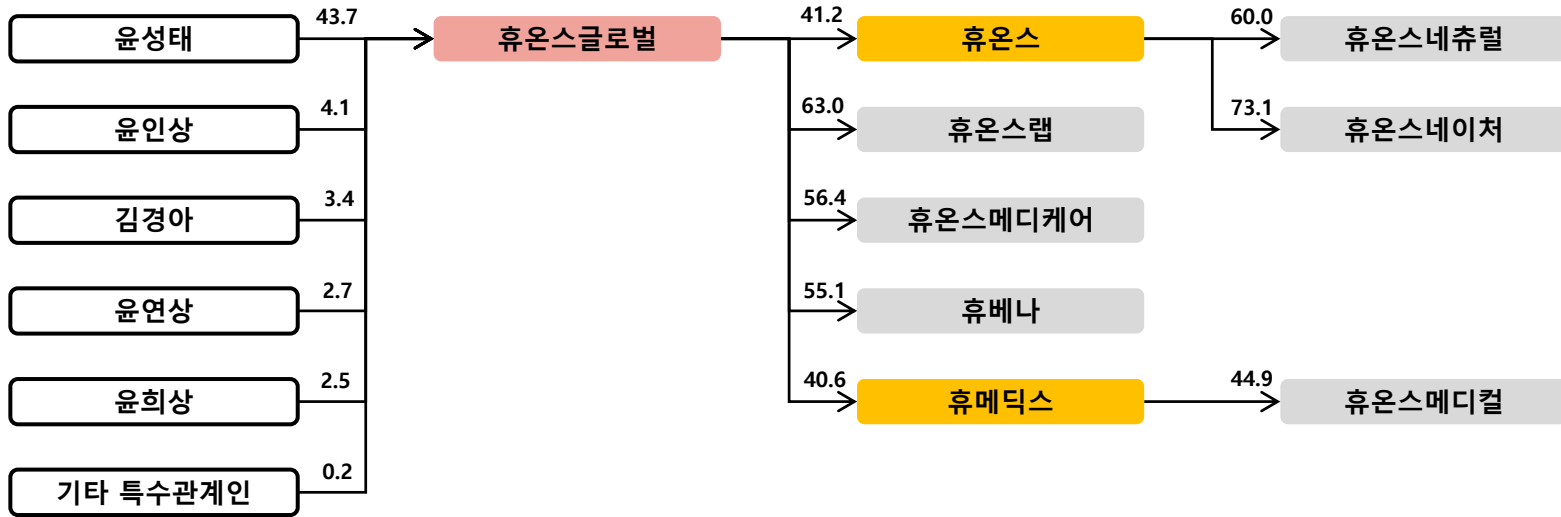 윤성태 43.7 휴온스글로벌 41.2 휴온스 60.0 휴온스네츄럴
윤인상 4.1 63.0 휴온스랩 73.1 휴온스네이처
김경아 3.4 56.4 휴온스메디케어
윤연상 2.7 55.1 휴베나
윤희상 2.5 40.6 휴메딕스 44.9 휴온스메디컬
기타 특수관계인 0.2